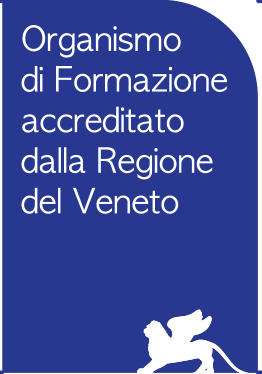 Organismo
di Formazione
accreditato
dalla Regione
del Veneto